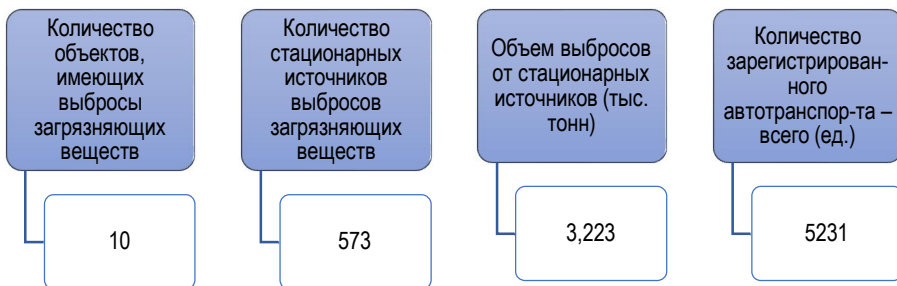 Количество
объектов,
имеющих
выбросы
загрязняющих
веществ
10
Количество
стационарных
источников
выбросов
загрязняющих
веществ
573
Объем выбросов
от стационарных
источников (тыс.
тонн)
3,223
Количество
зарегистрирован-
ного
автотранспор-та –
всего (ед.)
5231